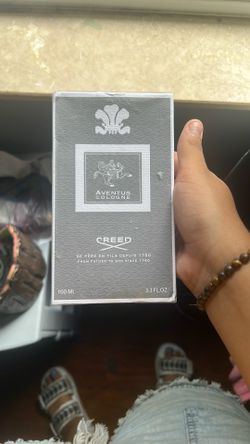 AVENTUS
COLOGNE
CREED
DE PÈRE EN FILS DEPUIS 1760
FROM FATHER TO SON SINCE 1760
100 ML
3.3 FL.OZ